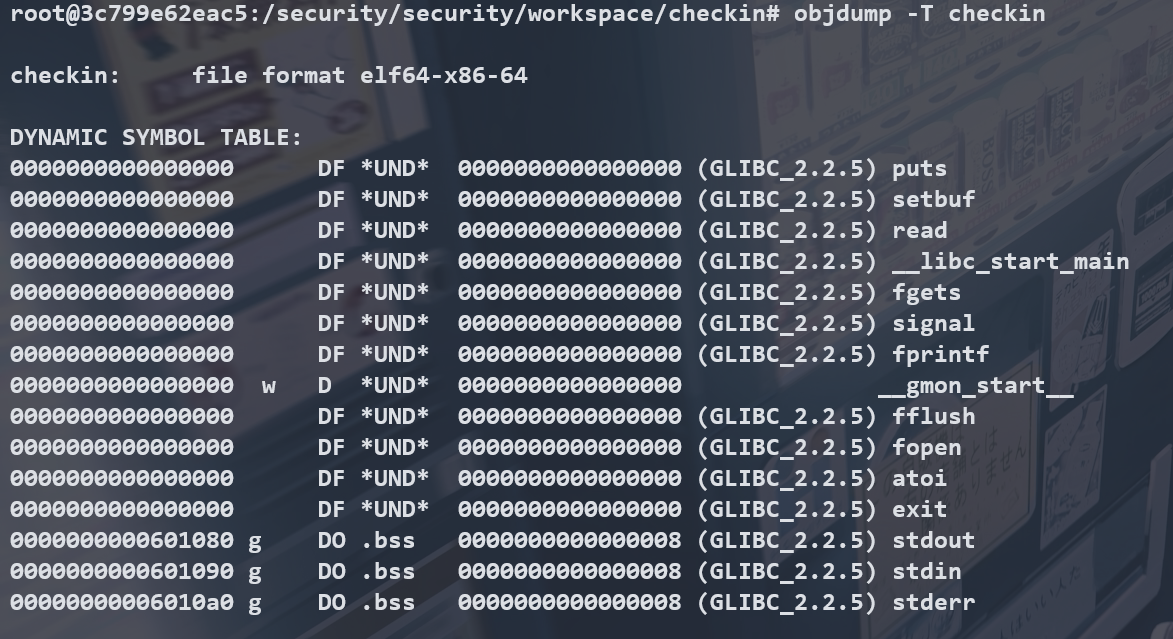 root@3c799e62eac5:/security/security/workspace/checkin# objdump -T checkin
checkin:     file format elf64-x86-64
DYNAMIC SYMBOL TABLE:
0000000000000000      DF *UND*  0000000000000000 (GLIBC_2.2.5) puts
0000000000000000      DF *UND*  0000000000000000 (GLIBC_2.2.5) setbuf
0000000000000000      DF *UND*  0000000000000000 (GLIBC_2.2.5) read
0000000000000000      DF *UND*  0000000000000000 (GLIBC_2.2.5) __libc_start_main
0000000000000000      DF *UND*  0000000000000000 (GLIBC_2.2.5) fgets
0000000000000000      DF *UND*  0000000000000000 (GLIBC_2.2.5) signal
0000000000000000      DF *UND*  0000000000000000 (GLIBC_2.2.5) fprintf
0000000000000000  w   D  *UND*  0000000000000000              __gmon_start__
0000000000000000      DF *UND*  0000000000000000 (GLIBC_2.2.5) fflush
0000000000000000      DF *UND*  0000000000000000 (GLIBC_2.2.5) fopen
0000000000000000      DF *UND*  0000000000000000 (GLIBC_2.2.5) atoi
0000000000000000      DF *UND*  0000000000000000 (GLIBC_2.2.5) exit
0000000000601080 g    DO .bss   0000000000000008 (GLIBC_2.2.5) stdout
0000000000601090 g    DO .bss   0000000000000008 (GLIBC_2.2.5) stdin
00000000006010a0 g    DO .bss   0000000000000008 (GLIBC_2.2.5) stderr